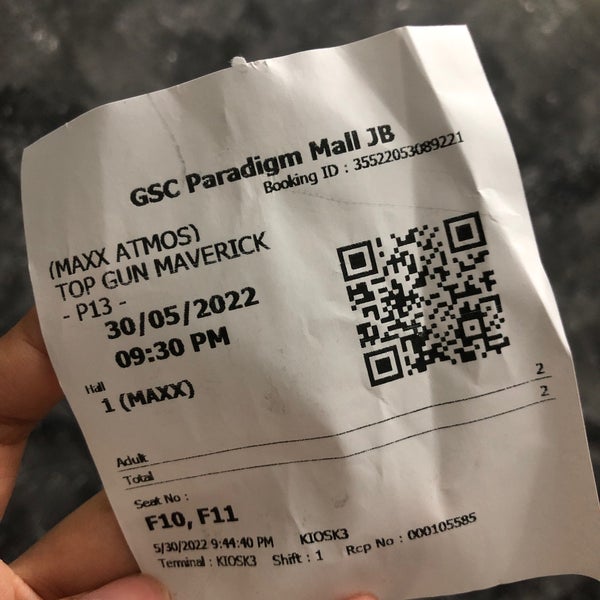 GSC Paradigm Mall JB
Booking ID : 35522053089221
(MAXX ATMOS)
TOP GUN MAVERICK
- P13 -
30/05/2022
09:30 PM
Hall
1 (MAXX)
Adult 2
Total 2
Seat No :
F10, F11
5/30/2022 9:44:40 PM KIOSK3
Terminal : KIOSK3 Shift : 1 Rcp No : 000105585